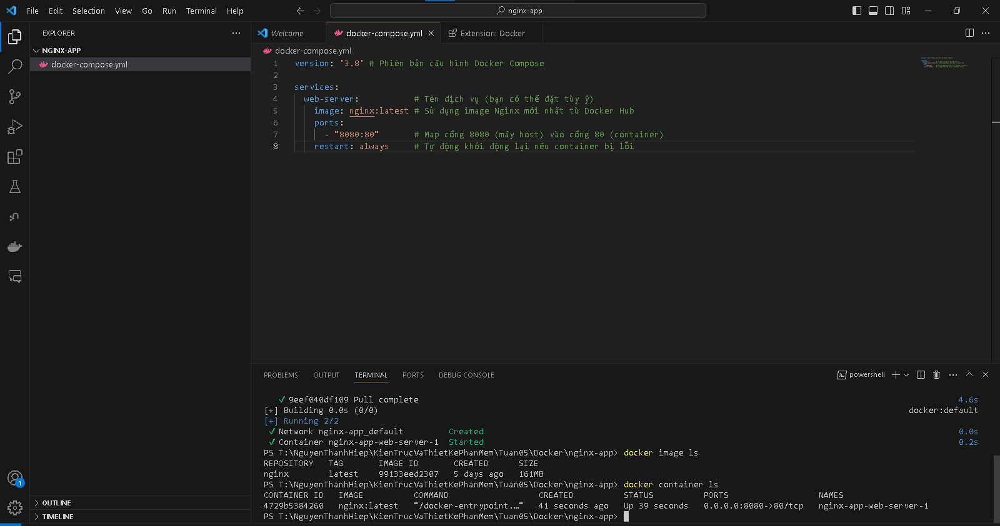 File Edit Selection View Go Run Terminal Help
nginx-app
EXPLORER
NGINX-APP
docker-compose.yml
Welcome
docker-compose.yml
Extension: Docker
docker-compose.yml
1 version: '3.8' # Phiên bản cấu hình Docker Compose
2
3 services:
4 web-server: # Tên dịch vụ (bạn có thể đặt tùy ý)
5 image: nginx:latest # Sử dụng image Nginx mới nhất từ Docker Hub
6 ports:
7 - "8080:80" # Map cổng 8080 (máy host) vào cổng 80 (container)
8 restart: always # Tự động khởi động lại nếu container bị lỗi
PROBLEMS OUTPUT TERMINAL PORTS DEBUG CONSOLE
powershell
✓ 9eef040df109 Pull complete 4.6s
[+] Building 0.0s (0/0) docker:default
[+] Running 2/2
✓ Network nginx-app_default Created 0.0s
✓ Container nginx-app-web-server-1 Started 0.2s
PS T:\NguyenThanhHiep\KienTrucVaThietKePhanMem\Tuan05\Docker\nginx-app> docker image ls
REPOSITORY TAG IMAGE ID CREATED SIZE
nginx latest 99133eed2307 5 days ago 161MB
PS T:\NguyenThanhHiep\KienTrucVaThietKePhanMem\Tuan05\Docker\nginx-app> docker container ls
CONTAINER ID IMAGE COMMAND CREATED STATUS PORTS NAMES
4729b5384260 nginx:latest "/docker-entrypoint.…" 41 seconds ago Up 39 seconds 0.0.0.0:8080->80/tcp nginx-app-web-server-1
PS T:\NguyenThanhHiep\KienTrucVaThietKePhanMem\Tuan05\Docker\nginx-app>
1
OUTLINE
TIMELINE